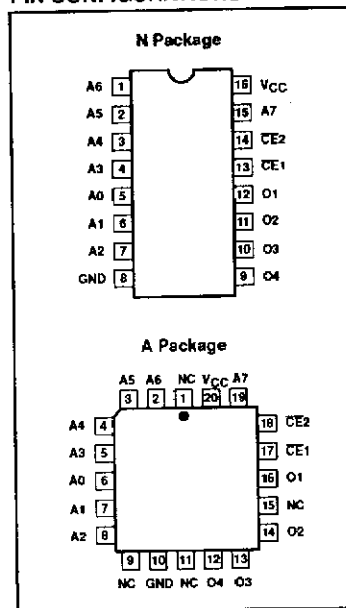 N Package
A6 1 16 VCC
A5 2 15 A7
A4 3 14 CE2
A3 4 13 CE1
A0 5 12 O1
A1 6 11 O2
A2 7 10 O3
GND 8 9 O4
A Package
A5 A6 NC VCC A7
3 2 1 20 19
A4 4 18 CE2
A3 5 17 CE1
A0 6 16 O1
A1 7 15 NC
A2 8 14 O2
9 10 11 12 13
NC GND NC O4 O3